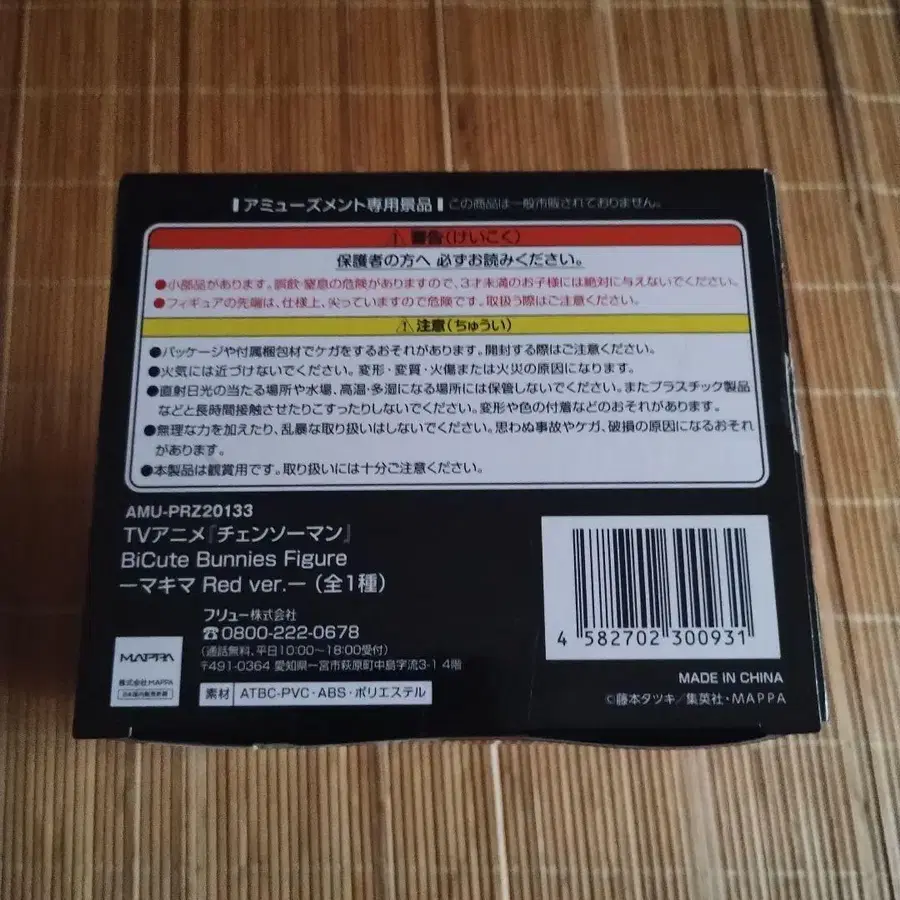 アミューズメント専用景品 この商品は一般市販されておりません。
⚠警告(けいこく)
保護者の方へ 必ずお読みください。
●小部品があります。誤飲・窒息の危険がありますので、3才未満のお子様には絶対に与えないでください。
●フィギュアの先端は、仕様上、尖っていますので危険です。取扱う際はご注意ください。
⚠注意(ちゅうい)
●パッケージや付属梱包材でケガをするおそれがあります。開封する際はご注意ください。
●火気には近づけないでください。変形・変質・火傷または火災の原因になります。
●直射日光の当たる場所や水場、高温・多湿になる場所には保管しないでください。またプラスチック製品
などと長時間接触させたりこすったりしないでください。変形や色の付着などのおそれがあります。
●無理な力を加えたり、乱暴な取り扱いはしないでください。思わぬ事故やケガ、破損の原因になるおそれ
があります。
●本製品は観賞用です。取り扱いには十分ご注意ください。
AMU-PRZ20133
TVアニメ『チェンソーマン』
BiCute Bunnies Figure
ーマキマ Red ver.ー(全1種)
フリュー株式会社
☎0800-222-0678
(通話無料、平日10:00〜18:00受付)
〒491-0364 愛知県一宮市萩原町中島字流3-1 4階
MAPPA
株式会社MAPPA
日本国内販売許諾
素材 ATBC-PVC・ABS・ポリエステル
4 582702 300931
MADE IN CHINA
©藤本タツキ/集英社・MAPPA